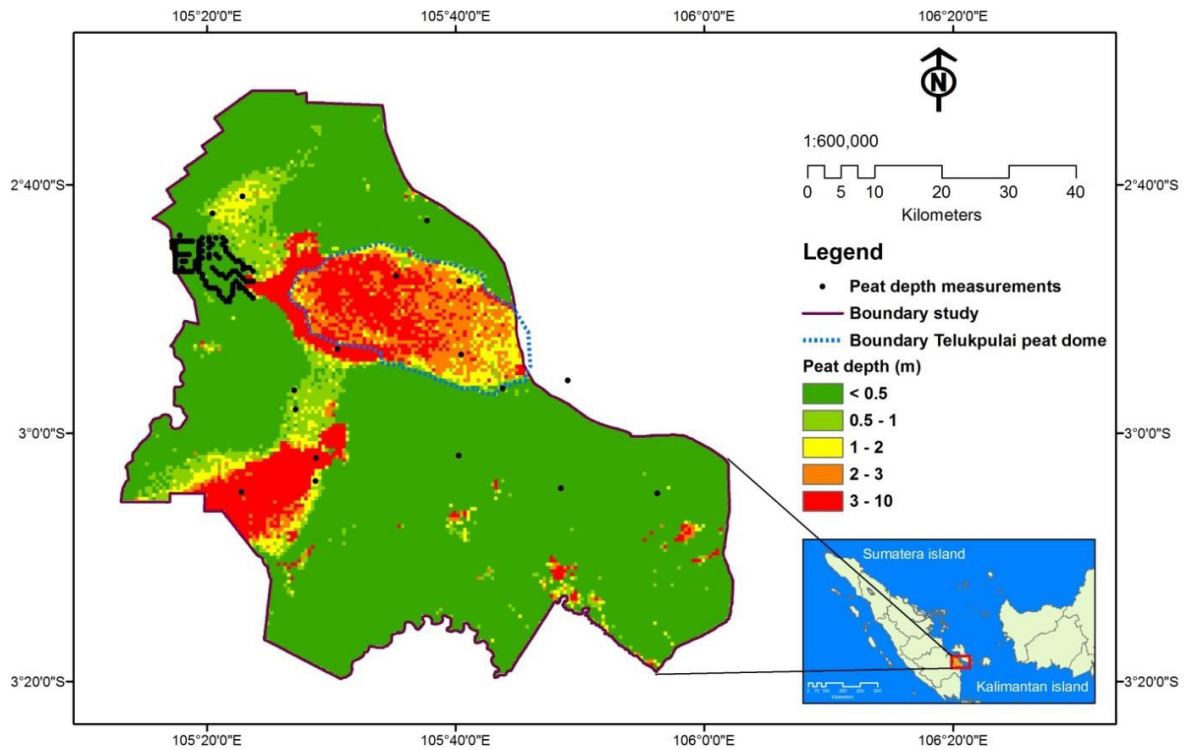 105°20'0"E 105°40'0"E 106°0'0"E 106°20'0"E
N
1:600,000
2°40'0"S 2°40'0"S
0 5 10 20 30 40
Kilometers
Legend
Peat depth measurements
Boundary study
Boundary Telukpulai peat dome
Peat depth (m)
< 0.5
0.5 - 1
3°0'0"S 3°0'0"S
1 - 2
2 - 3
3 - 10
Sumatera island
Kalimantan island
3°20'0"S 3°20'0"S
105°20'0"E 105°40'0"E 106°0'0"E 106°20'0"E